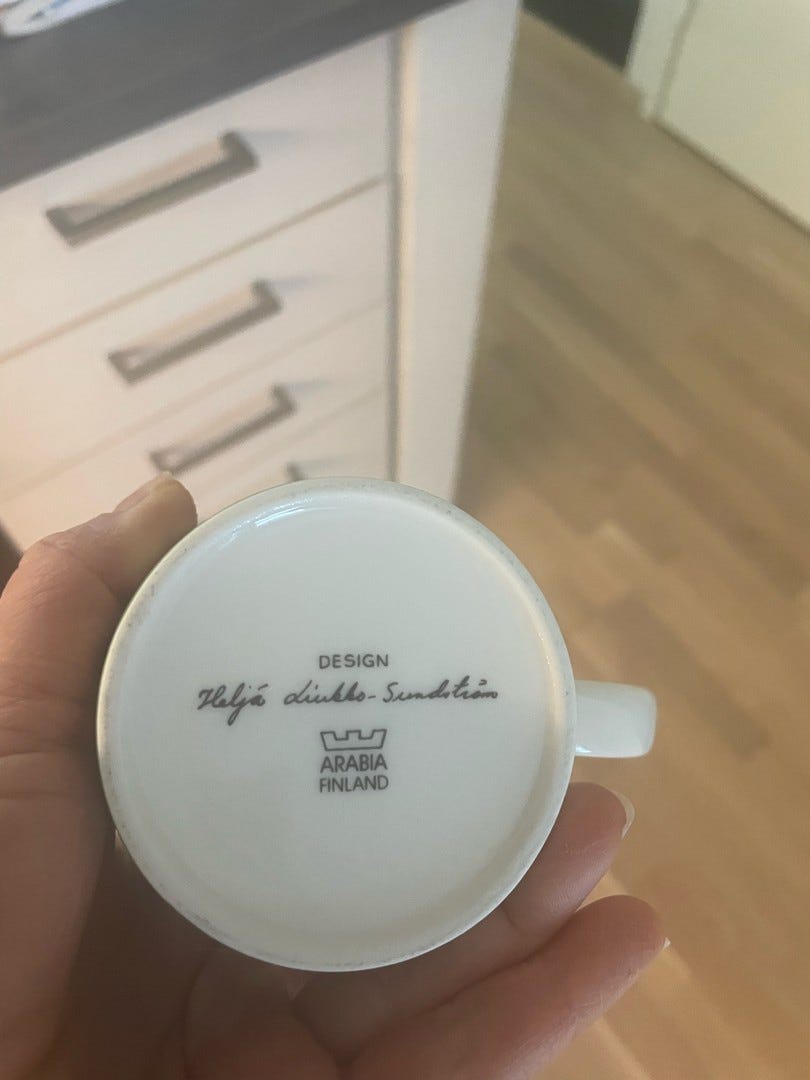 DESIGN
Heljä Liukko-Sundström
ARABIA
FINLAND